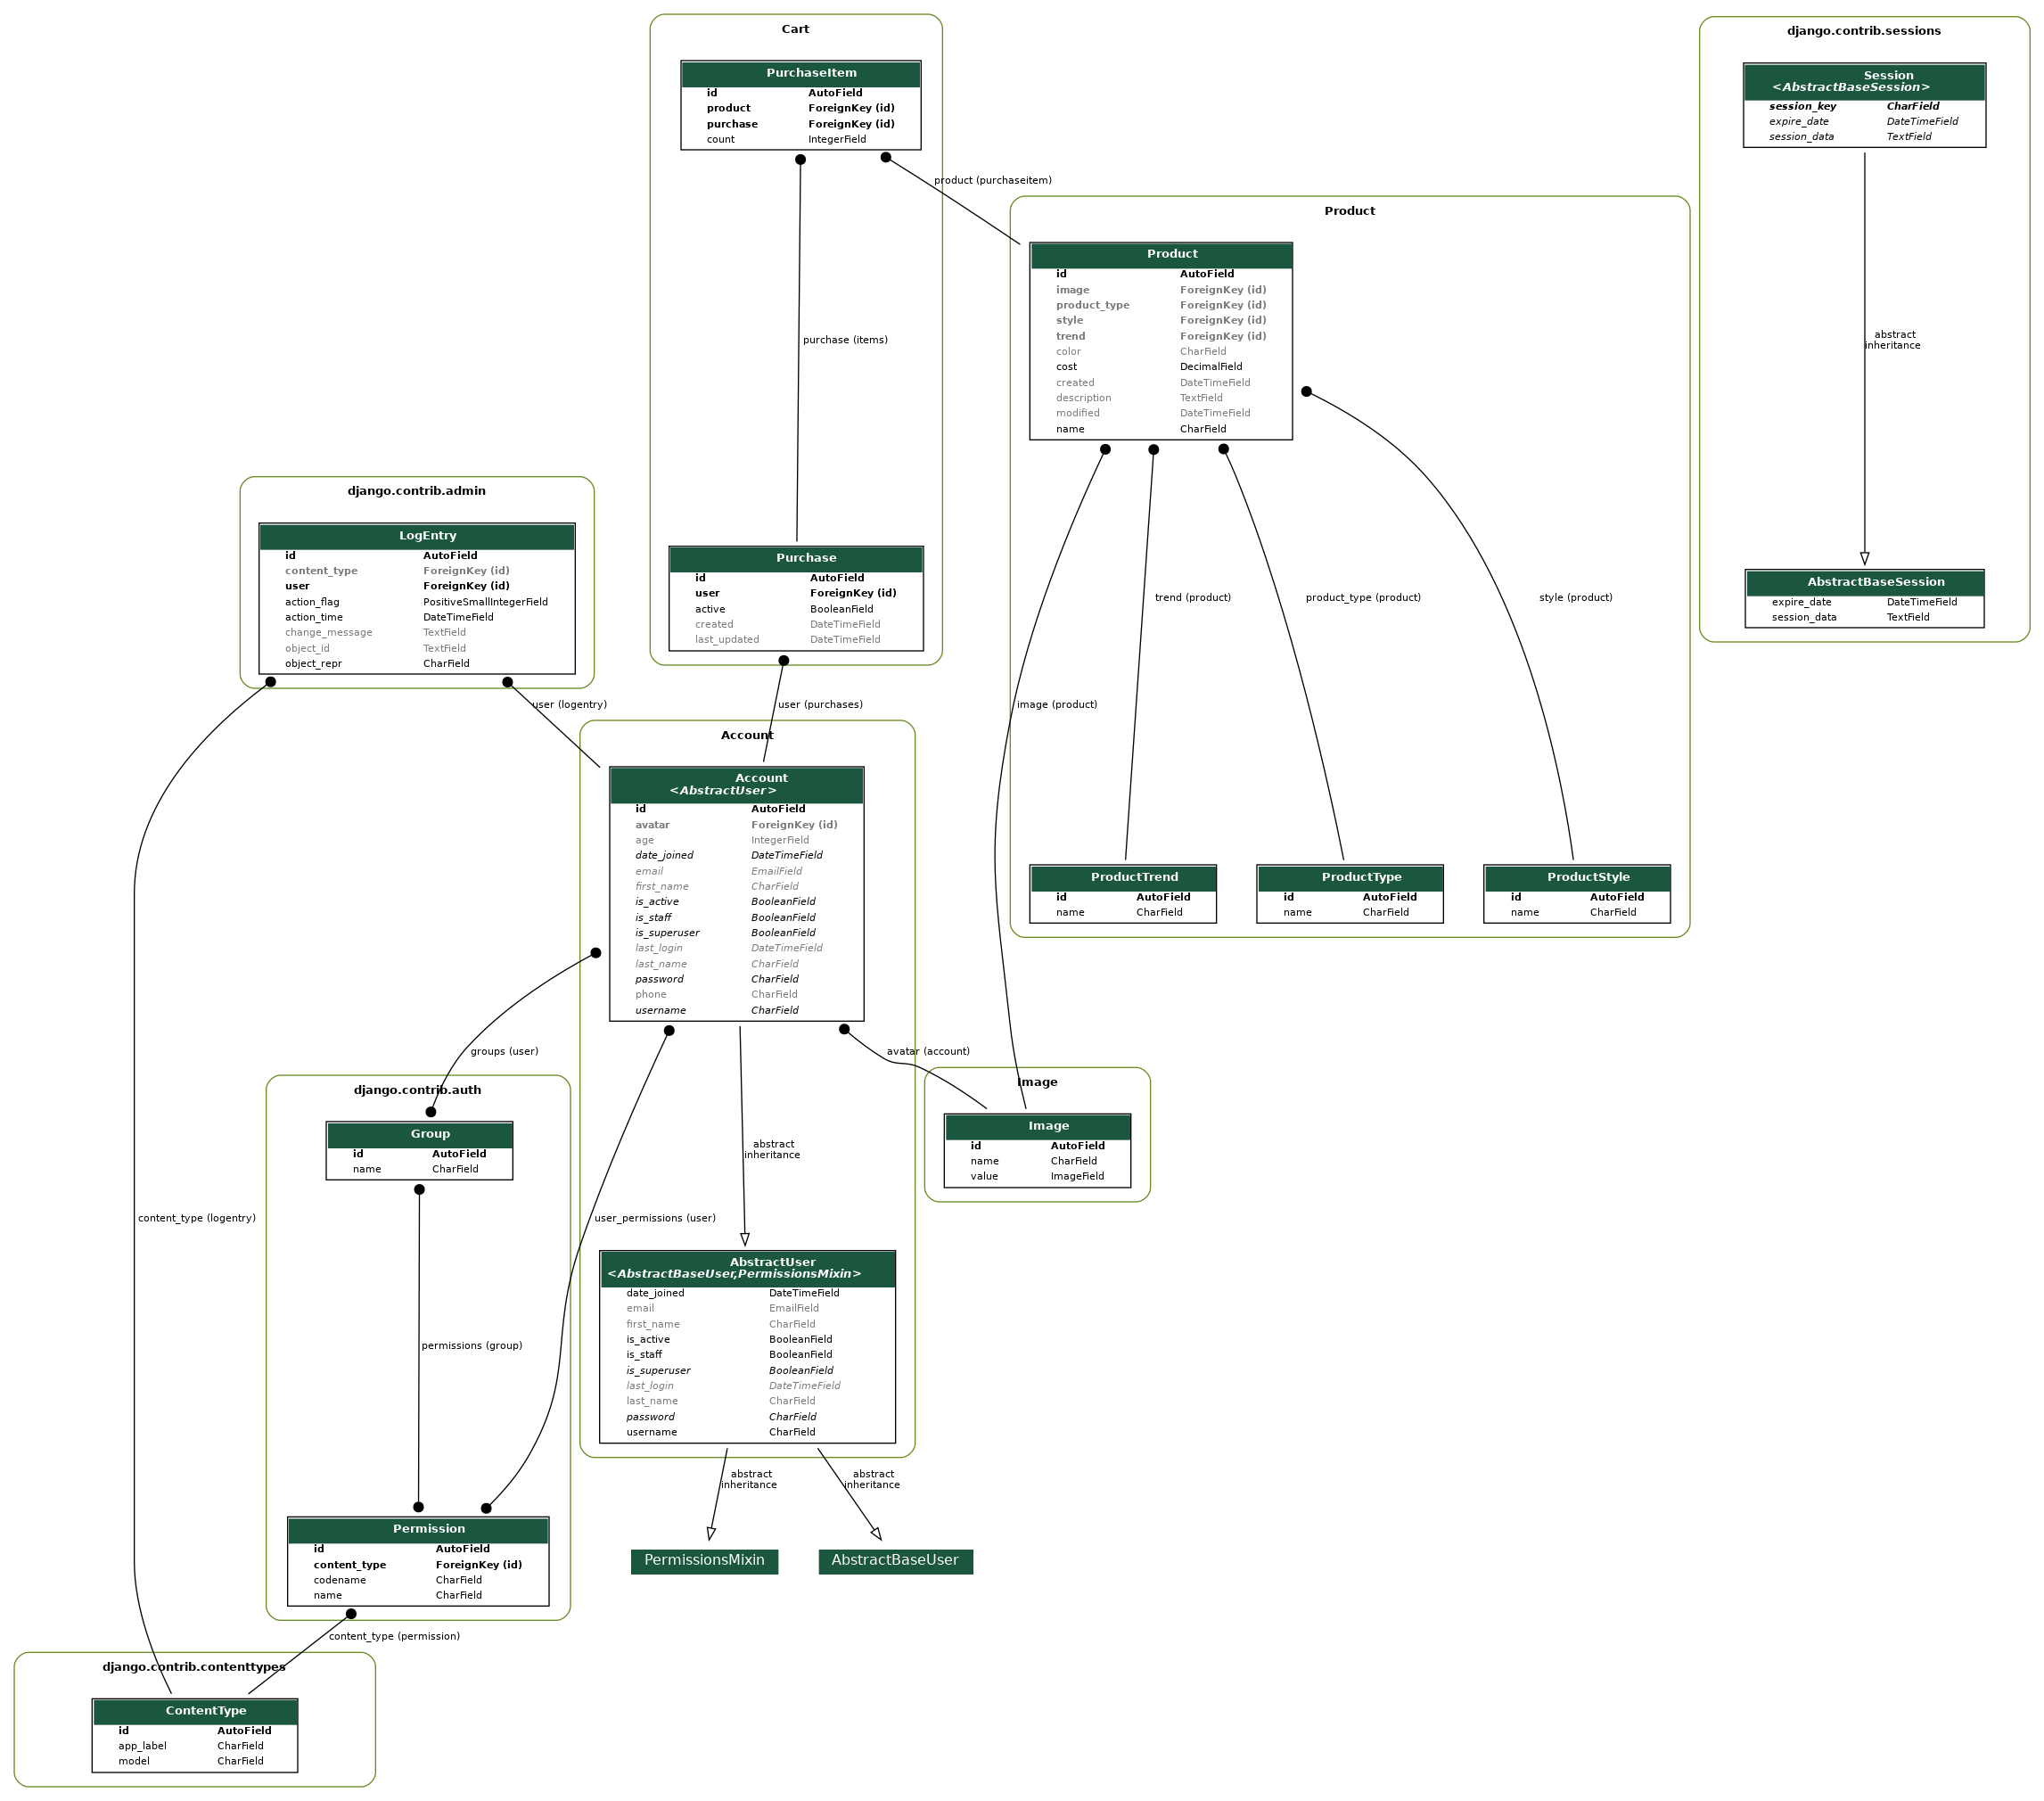 Cart
PurchaseItem
id AutoField
product ForeignKey (id)
purchase ForeignKey (id)
count IntegerField
product (purchaseitem)
purchase (items)
Purchase
id AutoField
user ForeignKey (id)
active BooleanField
created DateTimeField
last_updated DateTimeField
user (purchases)
django.contrib.sessions
Session
<AbstractBaseSession>
session_key CharField
expire_date DateTimeField
session_data TextField
abstract
inheritance
AbstractBaseSession
expire_date DateTimeField
session_data TextField
Product
Product
id AutoField
image ForeignKey (id)
product_type ForeignKey (id)
style ForeignKey (id)
trend ForeignKey (id)
color CharField
cost DecimalField
created DateTimeField
description TextField
modified DateTimeField
name CharField
image (product)
trend (product)
product_type (product)
style (product)
ProductTrend
id AutoField
name CharField
ProductType
id AutoField
name CharField
ProductStyle
id AutoField
name CharField
django.contrib.admin
LogEntry
id AutoField
content_type ForeignKey (id)
user ForeignKey (id)
action_flag PositiveSmallIntegerField
action_time DateTimeField
change_message TextField
object_id TextField
object_repr CharField
user (logentry)
content_type (logentry)
Account
Account
<AbstractUser>
id AutoField
avatar ForeignKey (id)
age IntegerField
date_joined DateTimeField
email EmailField
first_name CharField
is_active BooleanField
is_staff BooleanField
is_superuser BooleanField
last_login DateTimeField
last_name CharField
password CharField
phone CharField
username CharField
groups (user)
avatar (account)
abstract
inheritance
user_permissions (user)
AbstractUser
<AbstractBaseUser,PermissionsMixin>
date_joined DateTimeField
email EmailField
first_name CharField
is_active BooleanField
is_staff BooleanField
is_superuser BooleanField
last_login DateTimeField
last_name CharField
password CharField
username CharField
abstract
inheritance
abstract
inheritance
PermissionsMixin
AbstractBaseUser
Image
Image
id AutoField
name CharField
value ImageField
django.contrib.auth
Group
id AutoField
name CharField
permissions (group)
Permission
id AutoField
content_type ForeignKey (id)
codename CharField
name CharField
content_type (permission)
django.contrib.contenttypes
ContentType
id AutoField
app_label CharField
model CharField